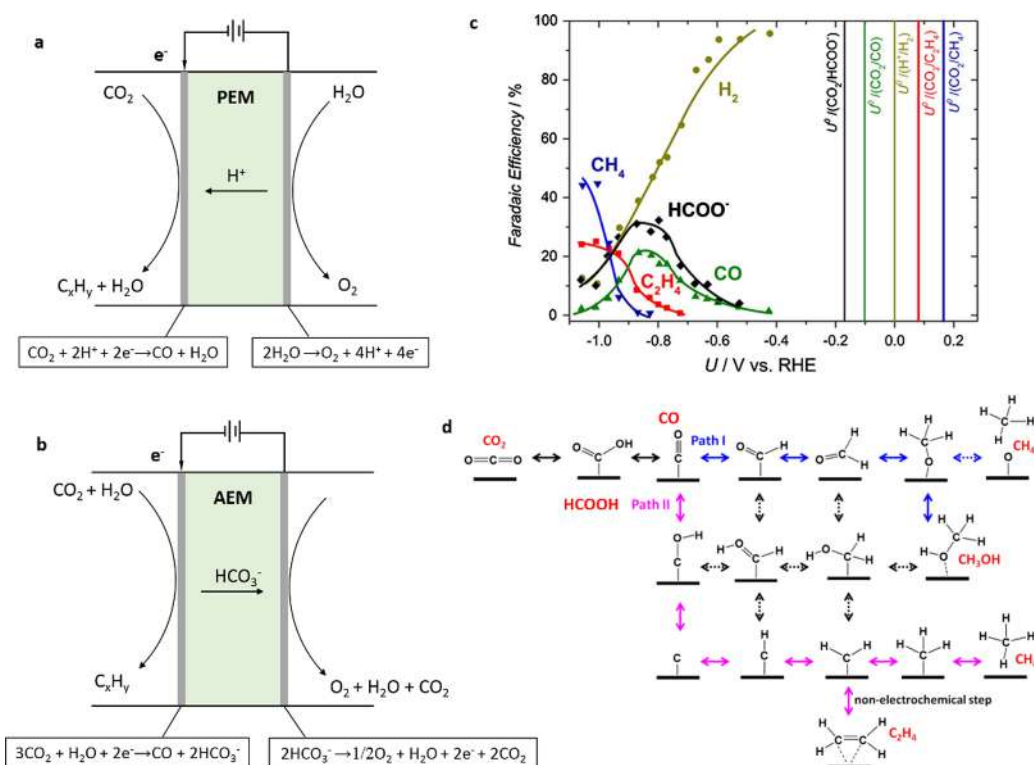 a
e⁻
CO₂
PEM
H₂O
H⁺
CₓHᵧ + H₂O
O₂
CO₂ + 2H⁺ + 2e⁻→CO + H₂O
2H₂O→O₂ + 4H⁺ + 4e⁻
b
e⁻
CO₂ + H₂O
AEM
HCO₃⁻
CₓHᵧ
O₂ + H₂O + CO₂
3CO₂ + H₂O + 2e⁻→CO + 2HCO₃⁻
2HCO₃⁻→1/2O₂ + H₂O + 2e⁻ + 2CO₂
c
Faradaic Efficiency / %
100
80
60
40
20
0
H₂
CH₄
HCOO⁻
C₂H₄
CO
U⁰ /(CO₂/HCOO⁻)
U⁰ /(CO₂/CO)
U⁰ /(H⁺/H₂)
U⁰ /(CO₂/C₂H₄)
U⁰ /(CO₂/CH₄)
-1.0 -0.8 -0.6 -0.4 -0.2 0.0 0.2
U / V vs. RHE
d
CO₂
O C O
O OH
C
HCOOH
CO
O
C
Path I
O H
C
H
O C
H
H
H C H
O
H
H C H
H
CH₄
O
Path II
O H
C
H O H
C
HO H
C H
H
C H
H O H
CH₃OH
C
H
C
H H
C
H
H C H
H
H C H
H
CH₄
non-electrochemical step
H H
C C
H H
C₂H₄